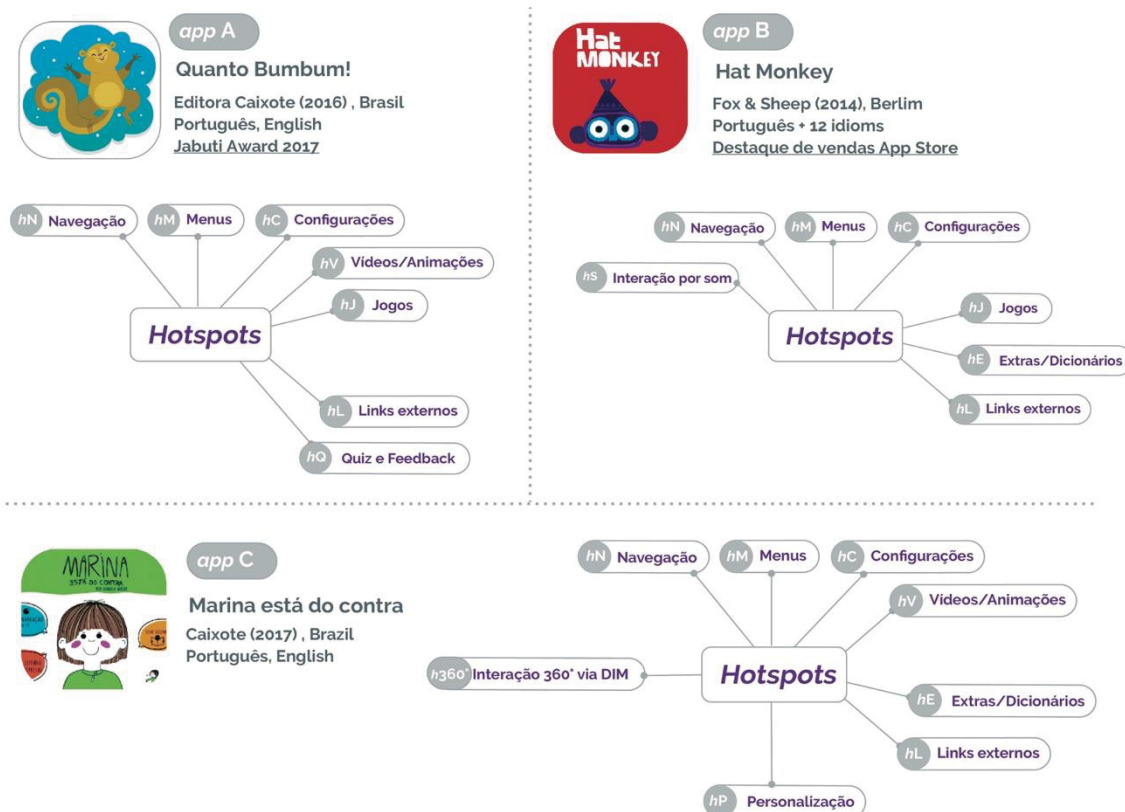 app A
Quanto Bumbum!
Editora Caixote (2016) , Brasil
Português, English
Jabuti Award 2017
hN Navegação
hM Menus
hC Configurações
hV Vídeos/Animações
hJ Jogos
Hotspots
hL Links externos
hQ Quiz e Feedback
Hat
MONKEY
app B
Hat Monkey
Fox & Sheep (2014), Berlim
Português + 12 idioms
Destaque de vendas App Store
hN Navegação
hM Menus
hC Configurações
hS Interação por som
hJ Jogos
Hotspots
hE Extras/Dicionários
hL Links externos
MARINA
ESTÁ DO CONTRA
app C
Marina está do contra
Caixote (2017) , Brazil
Português, English
hN Navegação
hM Menus
hC Configurações
hV Vídeos/Animações
h360° Interação 360° via DIM
Hotspots
hE Extras/Dicionários
hL Links externos
hP Personalização